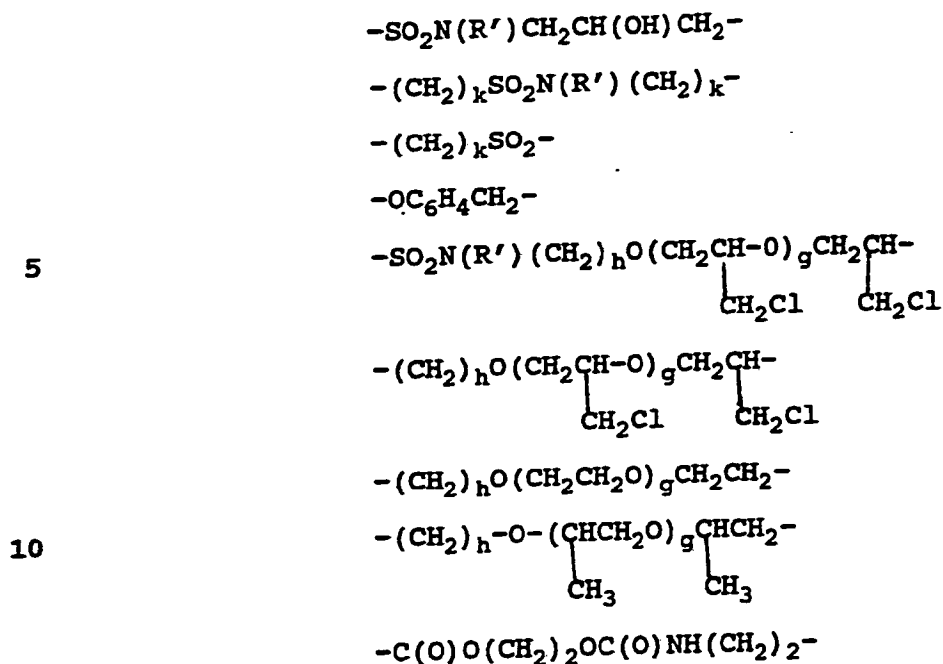 -SO₂N(R')CH₂CH(OH)CH₂-
-(CH₂)ₖSO₂N(R')(CH₂)ₖ-
-(CH₂)ₖSO₂-
-OC₆H₄CH₂-
5 -SO₂N(R')(CH₂)ₕO(CH₂CH-O)gCH₂CH-
CH₂Cl CH₂Cl
-(CH₂)ₕO(CH₂CH-O)gCH₂CH-
CH₂Cl CH₂Cl
-(CH₂)ₕO(CH₂CH₂O)gCH₂CH₂-
10 -(CH₂)ₕ-O-(CHCH₂O)gCHCH₂-
CH₃ CH₃
-C(O)O(CH₂)₂OC(O)NH(CH₂)₂-